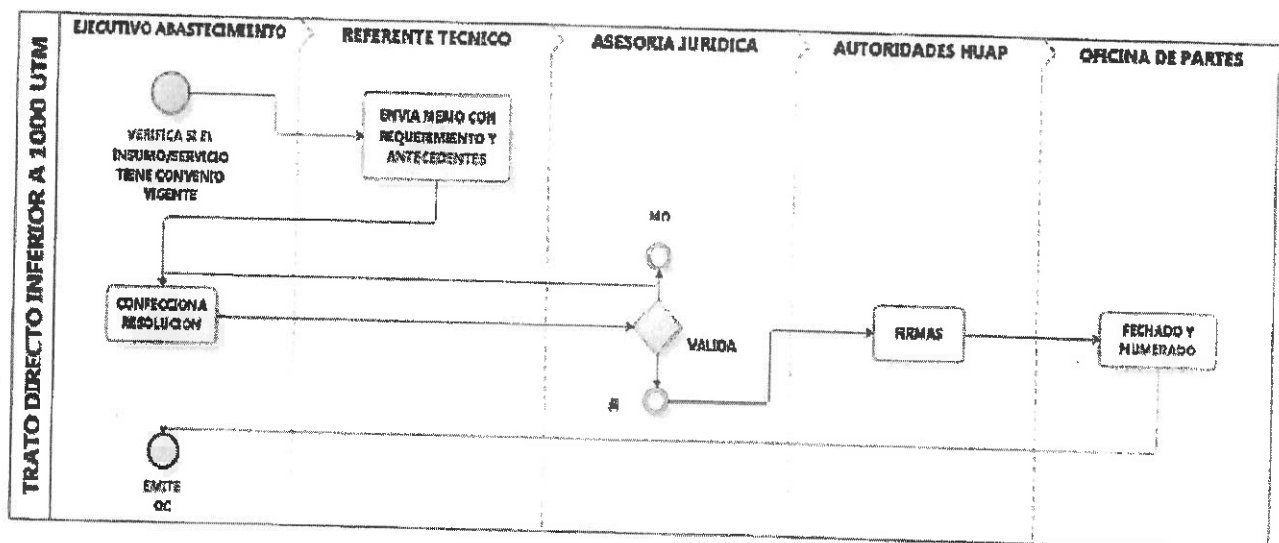 TRATO DIRECTO INFERIOR A 1000 UTM
EJECUTIVO ABASTECIMIENTO
REFERENTE TECNICO
ASESORIA JURIDICA
AUTORIDADES HUAP
OFICINA DE PARTES
VERIFICA SI EL
INSUMO/SERVICIO
TIENE CONVENIO
VIGENTE
ENVIA MEMO CON
REQUERIMIENTO Y
ANTECEDENTES
NO
CONFECCIONA
RESOLUCION
VALIDA
FIRMAS
FECHADO Y
NUMERADO
SI
EMITE
OC